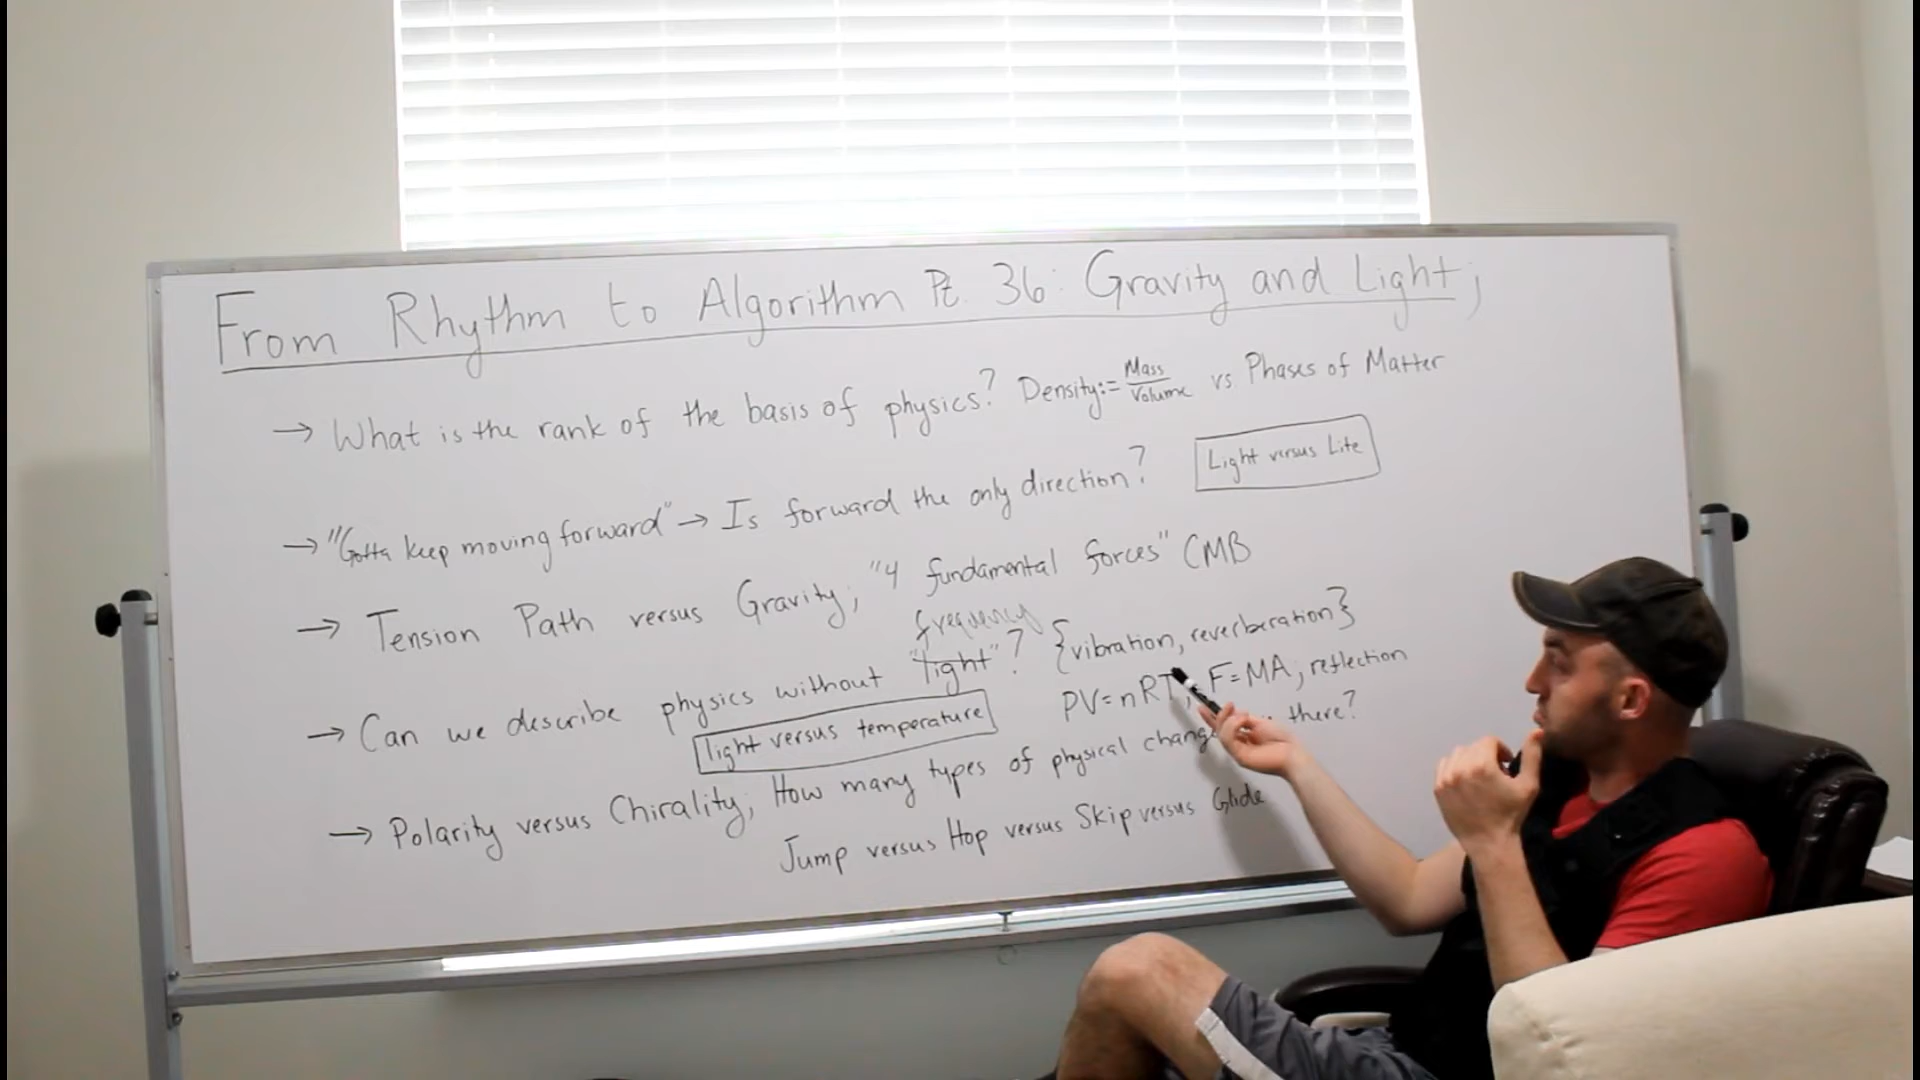 From Rhythm to Algorithm Pt. 36: Gravity and Light;
→ What is the rank of the basis of physics? Density:= Mass/Volume vs Phases of Matter
Light versus Lite
→ "Gotta keep moving forward" → Is forward the only direction?
→ Tension Path versus Gravity; "4 fundamental forces" CMB
frequency
→ Can we describe physics without "light"? {vibration, reverberation}
light versus temperature
PV=nRT; F=MA; reflection
→ Polarity versus Chirality; How many types of physical change there?
Jump versus Hop versus Skip versus Glide